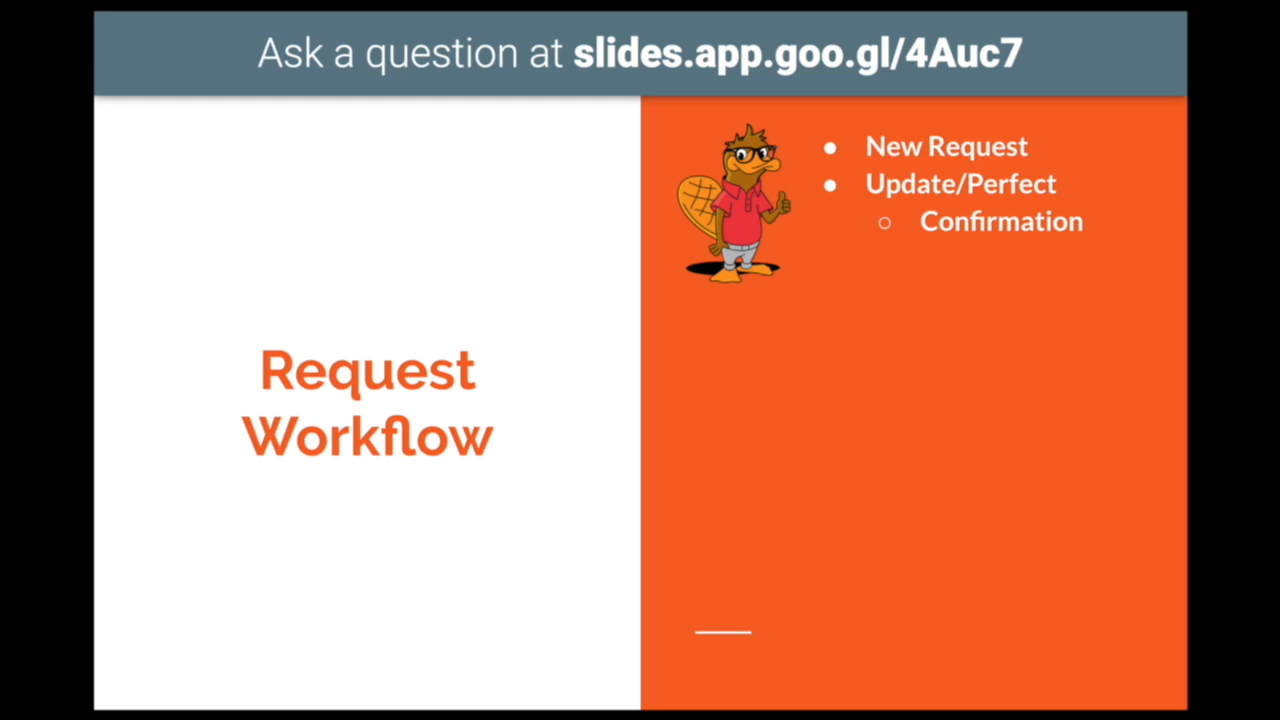 Ask a question at slides.app.goo.gl/4Auc7
Request
Workflow
● New Request
● Update/Perfect
○ Confirmation